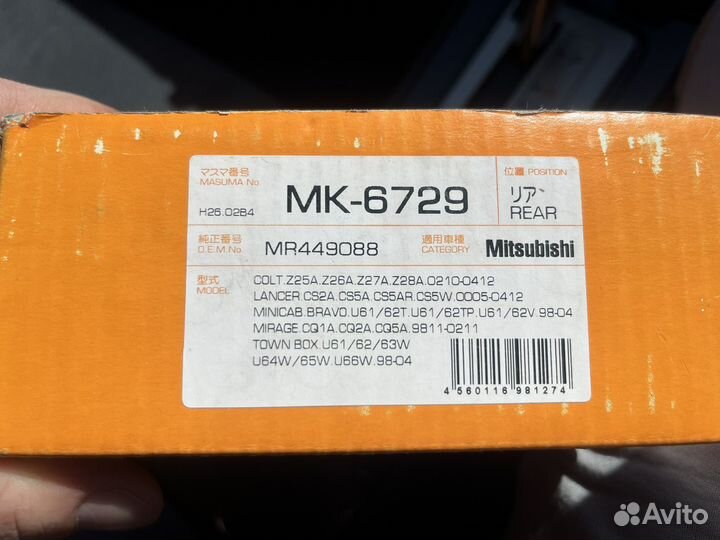 マスマ番号
MASUMA No
H26.02B4
MK-6729
位置 POSITION
リア
REAR
純正番号
O.E.M.No.
MR449088
適用車種
CATEGORY
Mitsubishi
型式
MODEL
COLT.Z25A.Z26A.Z27A.Z28A.0210-0412
LANCER.CS2A.CS5A.CS5AR.CS5W.0005-0412
MINICAB.BRAVO.U61/62T.U61/62TP.U61/62V.98-04
MIRAGE.CQ1A.CQ2A.CQ5A.9811-0211
TOWN BOX.U61/62/63W
U64W/65W.U66W.98-04
4 560116 981274
Avito